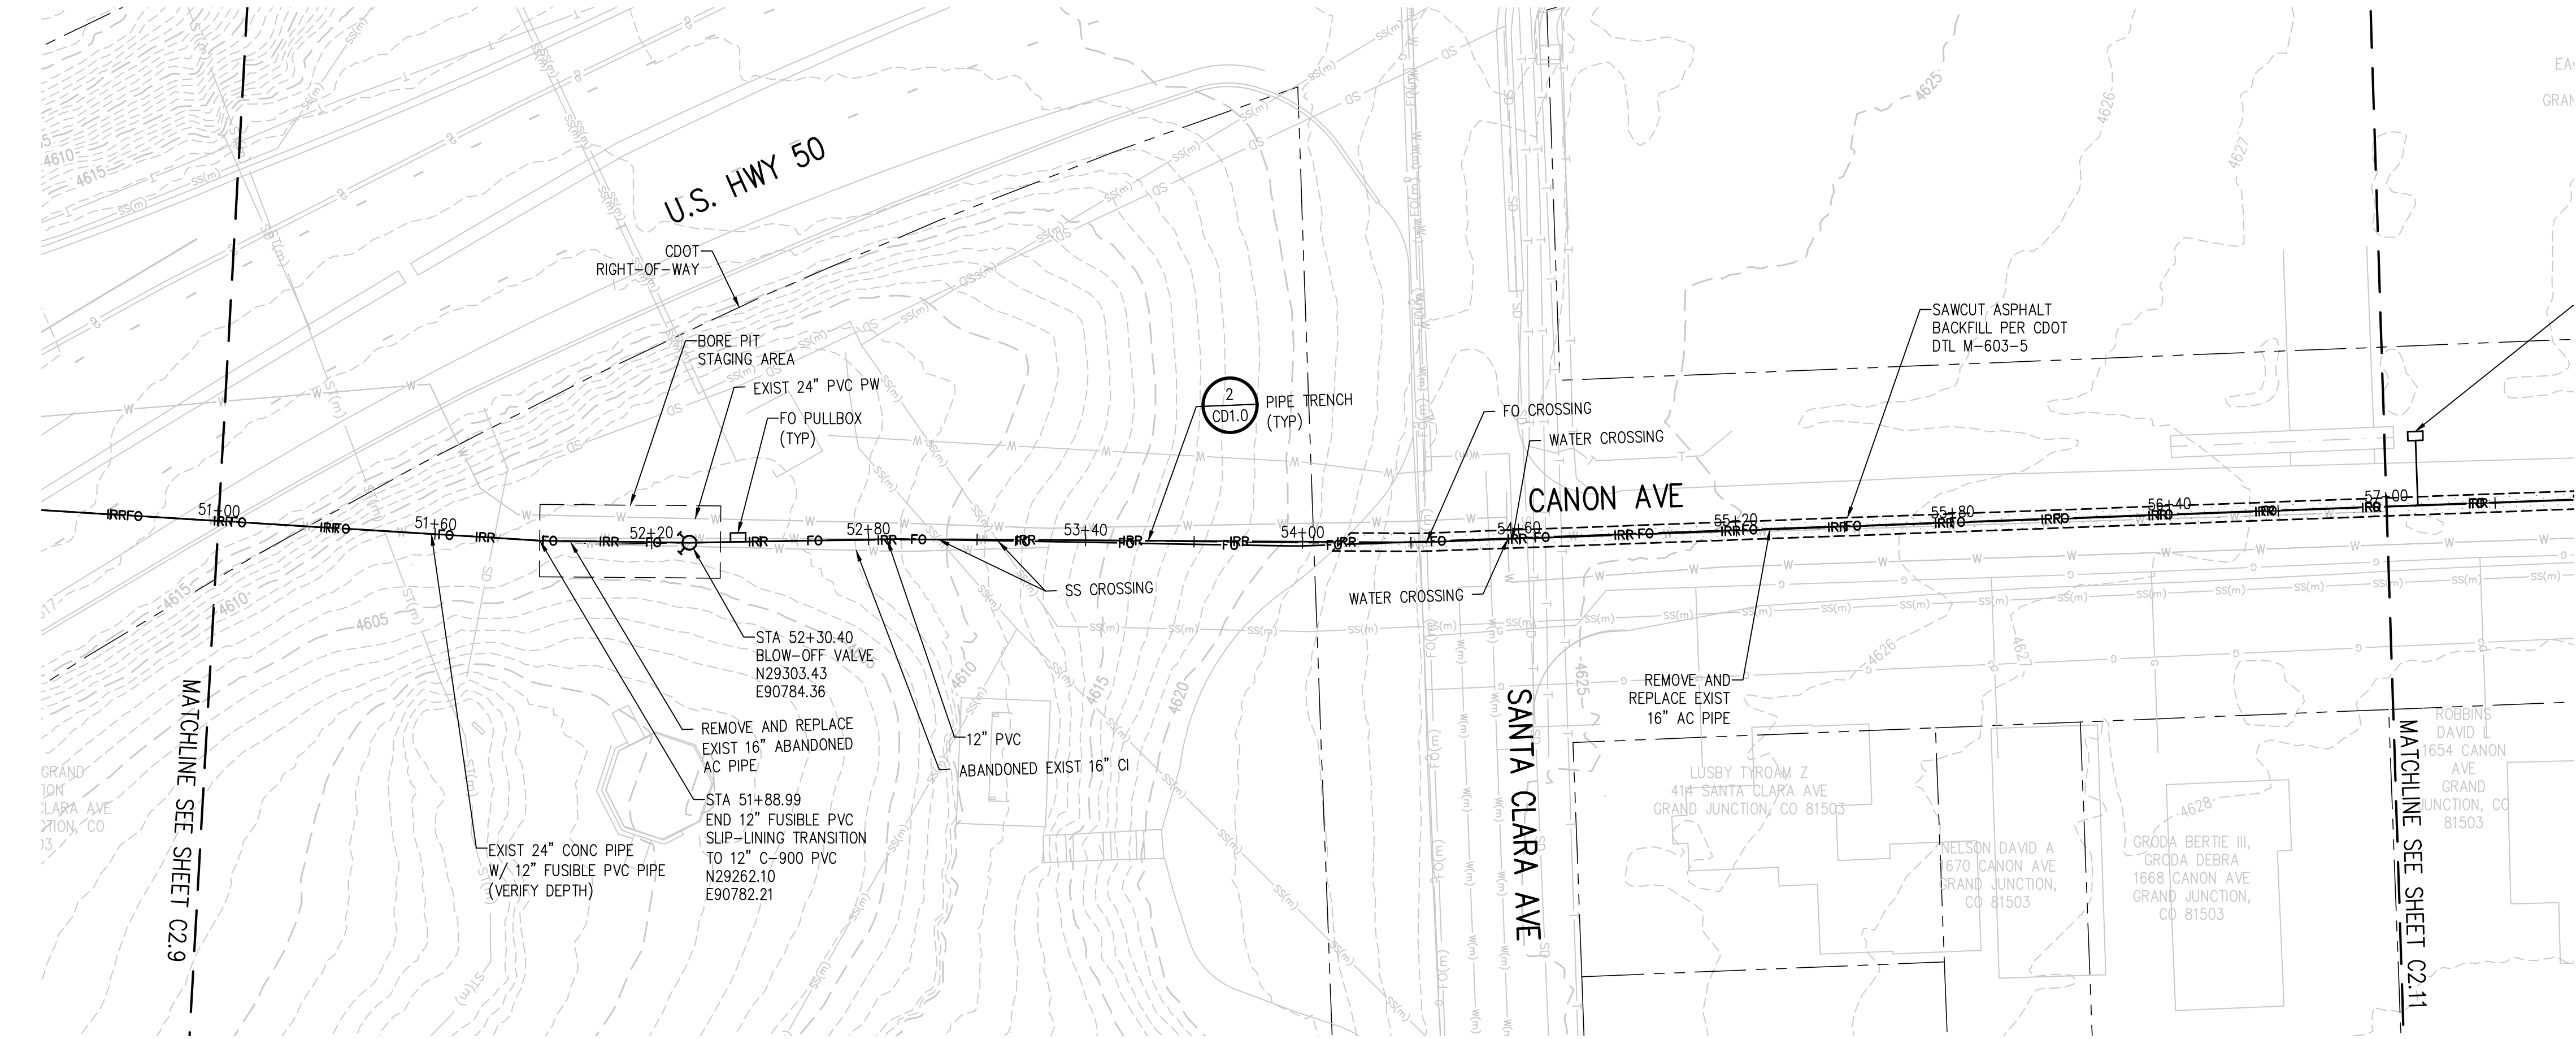 U.S. HWY 50
CDOT
RIGHT-OF-WAY
BORE PIT
STAGING AREA
EXIST 24" PVC PW
FO PULLBOX
(TYP)
2
CD1.0
PIPE TRENCH
(TYP)
FO CROSSING
WATER CROSSING
SAWCUT ASPHALT
BACKFILL PER CDOT
DTL M-603-5
CANON AVE
51+00
51+60
52+20
52+80
53+40
54+00
54+60
55+20
55+80
56+40
57+00
SS CROSSING
WATER CROSSING
STA 52+30.40
BLOW-OFF VALVE
N29303.43
E90784.36
REMOVE AND REPLACE
EXIST 16" ABANDONED
AC PIPE
12" PVC
ABANDONED EXIST 16" CI
STA 51+88.99
END 12" FUSIBLE PVC
SLIP-LINING TRANSITION
TO 12" C-900 PVC
N29262.10
E90782.21
EXIST 24" CONC PIPE
W/ 12" FUSIBLE PVC PIPE
(VERIFY DEPTH)
REMOVE AND
REPLACE EXIST
16" AC PIPE
SANTA CLARA AVE
MATCHLINE SEE SHEET C2.9
MATCHLINE SEE SHEET C2.11
LUSBY TYROAM Z
414 SANTA CLARA AVE
GRAND JUNCTION, CO 81503
NELSON DAVID A
1670 CANON AVE
GRAND JUNCTION,
CO 81503
GRODA BERTIE III,
GRODA DEBRA
1668 CANON AVE
GRAND JUNCTION,
CO 81503
ROBBINS
DAVID L
1654 CANON
AVE
GRAND
JUNCTION, CO
81503
4610
4615
4615
4610
4605
4610
4615
4620
4625
4626
4627
4625
4626
4627
4628